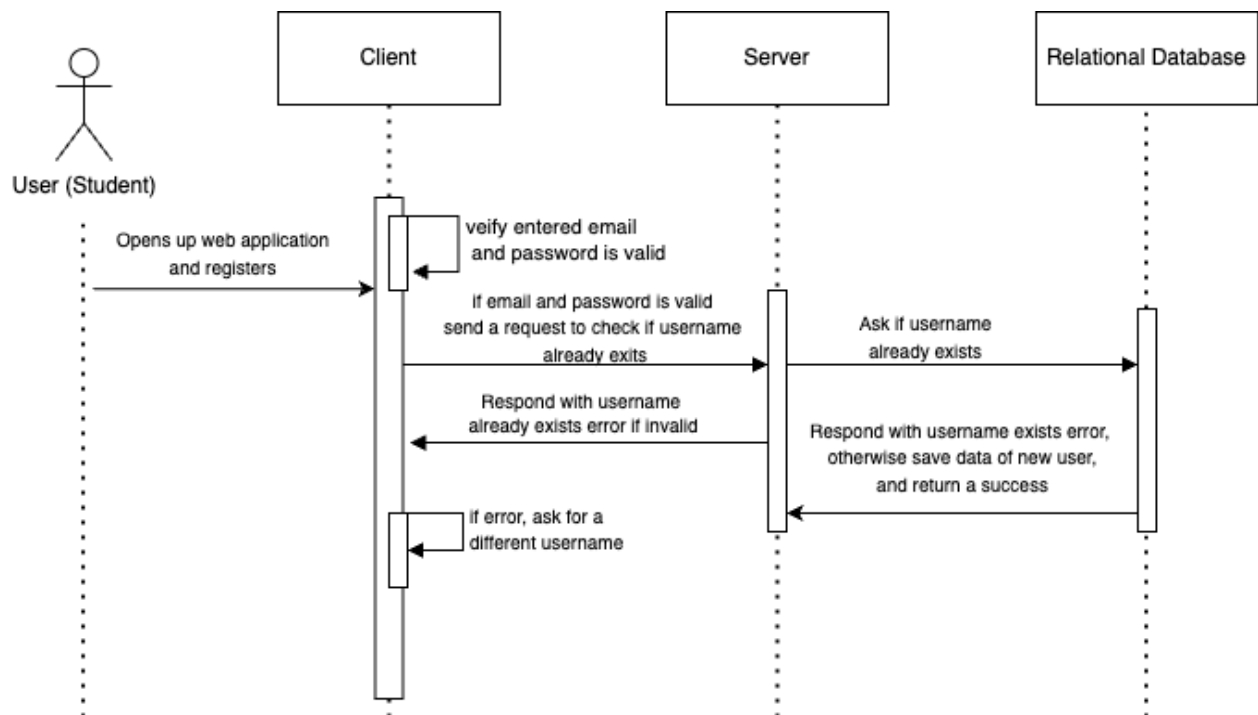 Client
Server
Relational Database
User (Student)
Opens up web application
and registers
veify entered email
and password is valid
if email and password is valid
send a request to check if username
already exits
Ask if username
already exists
Respond with username
already exists error if invalid
Respond with username exists error,
otherwise save data of new user,
and return a success
if error, ask for a
different username